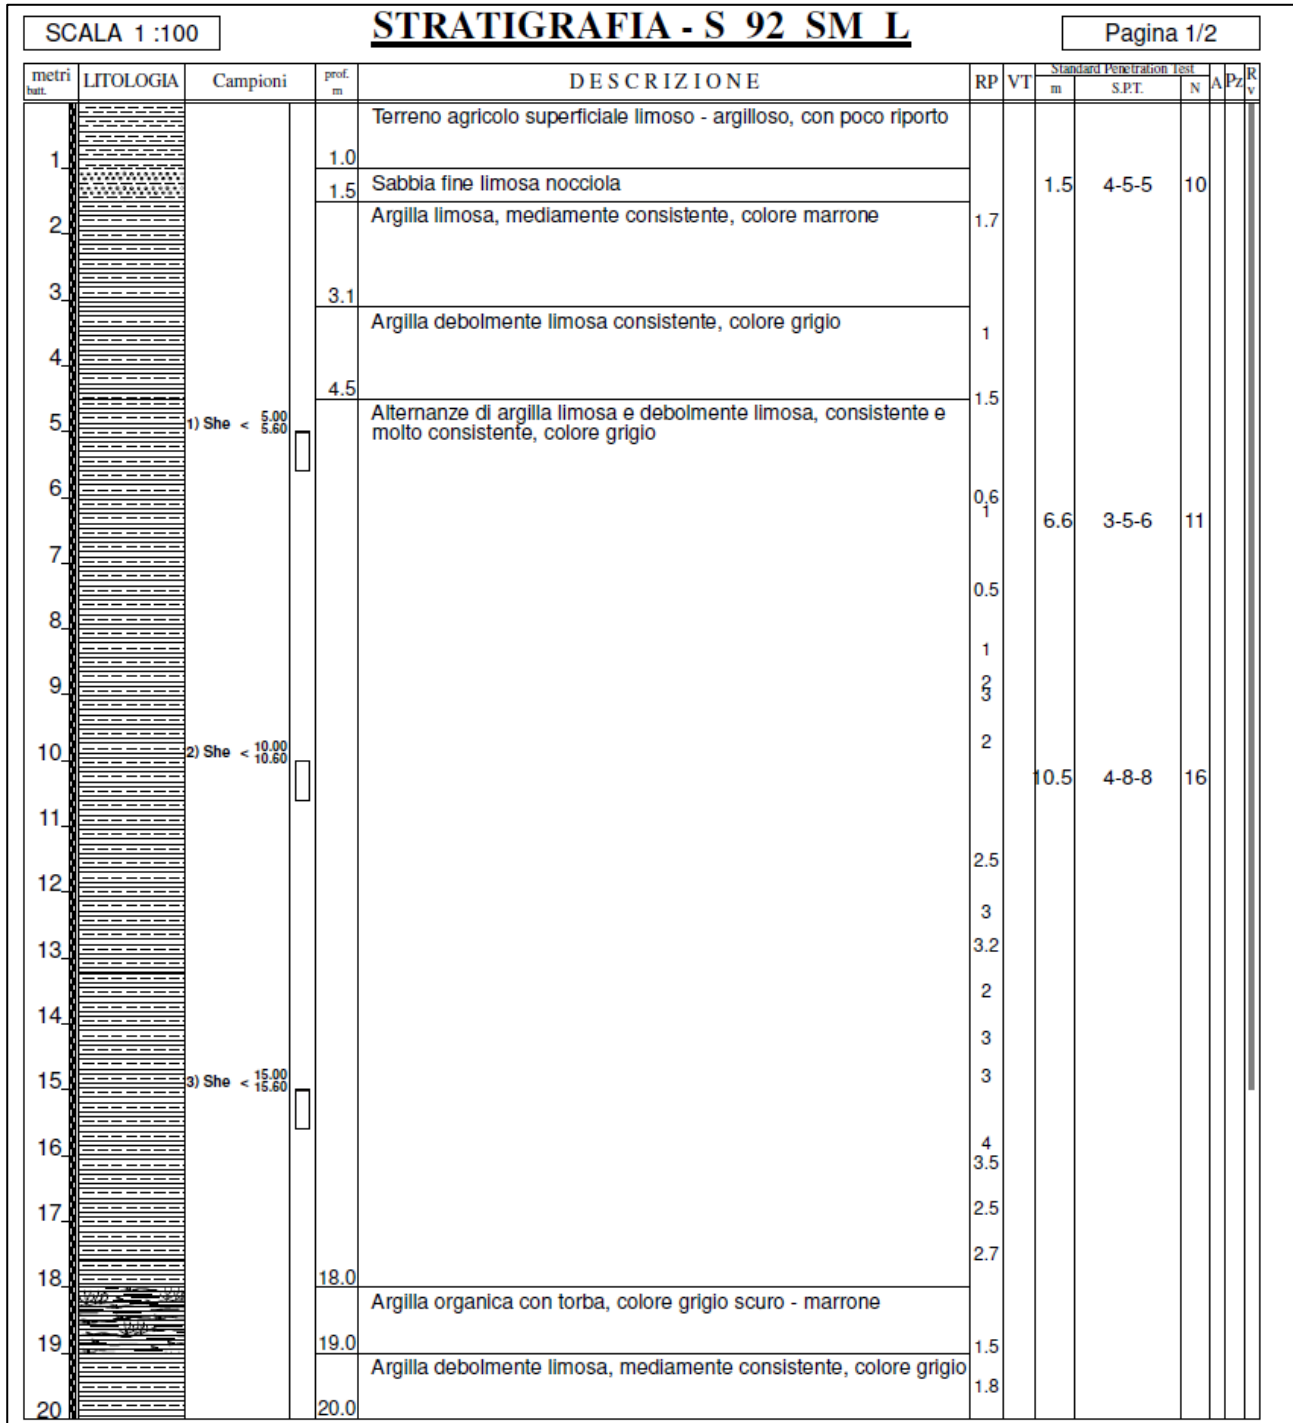 SCALA 1 :100
STRATIGRAFIA - S 92 SM L
Pagina 1/2
metri batt. LITOLOGIA Campioni prof. m DESCRIZIONE RP VT Standard Penetration Test m S.P.T. N A Pz R v
Terreno agricolo superficiale limoso - argilloso, con poco riporto
1 1.0
Sabbia fine limosa nocciola
1.5 1.5 4-5-5 10
Argilla limosa, mediamente consistente, colore marrone
2 1.7
3 3.1
Argilla debolmente limosa consistente, colore grigio
1
4
4.5 1.5
Alternanze di argilla limosa e debolmente limosa, consistente e
molto consistente, colore grigio
5 1) She < 5.00 5.60
6 0.6
1
6.6 3-5-6 11
7
0.5
8
1
9 2
3
2
10 2) She < 10.00 10.60
10.5 4-8-8 16
11
2.5
12
3
13 3.2
2
14
3
15 3) She < 15.00 15.60 3
16 4
3.5
17 2.5
2.7
18 18.0
Argilla organica con torba, colore grigio scuro - marrone
19 19.0 1.5
Argilla debolmente limosa, mediamente consistente, colore grigio
1.8
20 20.0